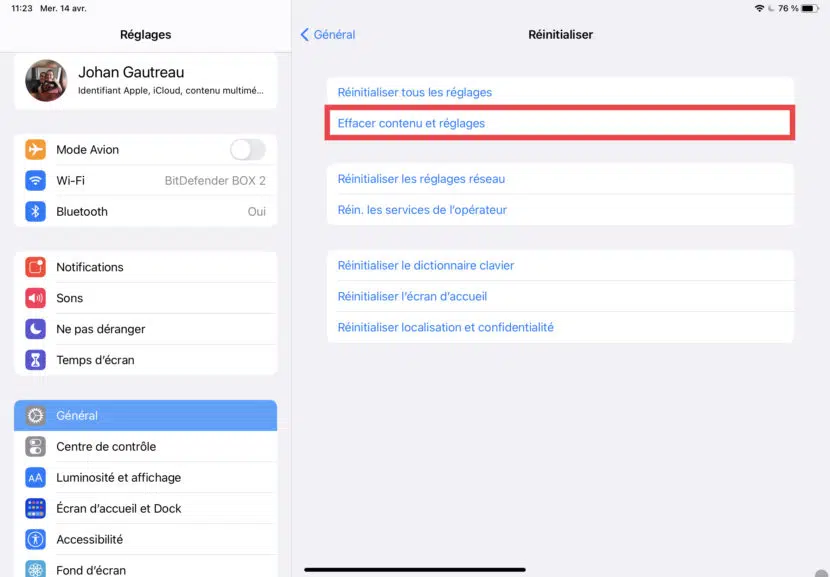 11:23 Mer. 14 avr.
76 %
Réglages
Johan Gautreau
Identifiant Apple, iCloud, contenu multimé...
Mode Avion
Wi-Fi BitDefender BOX 2
Bluetooth Oui
Notifications
Sons
Ne pas déranger
Temps d’écran
Général
Centre de contrôle
AA Luminosité et affichage
Écran d’accueil et Dock
Accessibilité
Fond d’écran
Général
Réinitialiser
Réinitialiser tous les réglages
Effacer contenu et réglages
Réinitialiser les réglages réseau
Réin. les services de l’opérateur
Réinitialiser le dictionnaire clavier
Réinitialiser l’écran d’accueil
Réinitialiser localisation et confidentialité